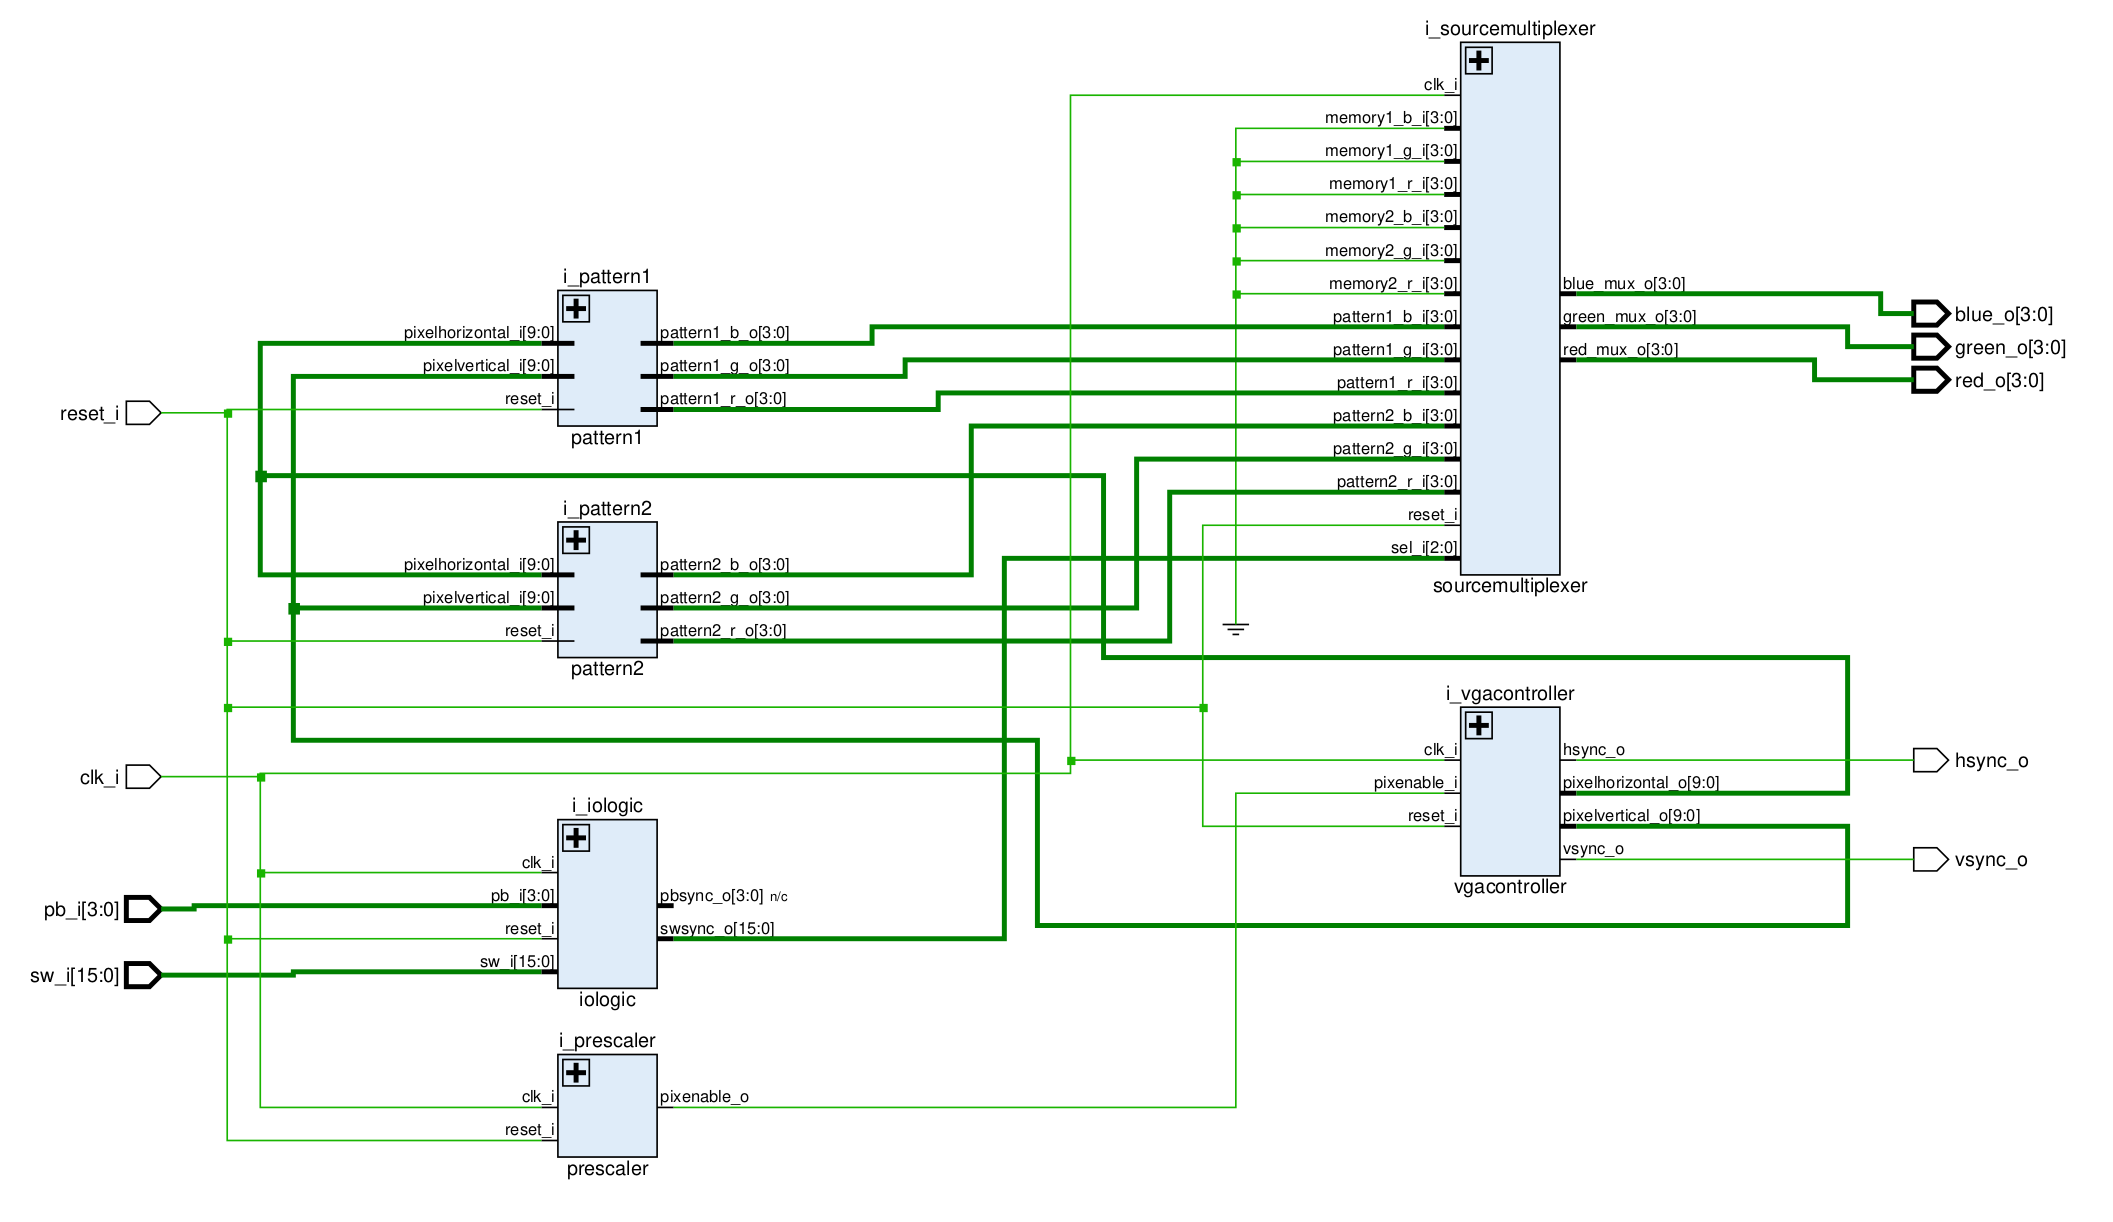 i_sourcemultiplexer
clk_i
memory1_b_i[3:0]
memory1_g_i[3:0]
memory1_r_i[3:0]
memory2_b_i[3:0]
memory2_g_i[3:0]
memory2_r_i[3:0]
pattern1_b_i[3:0]
pattern1_g_i[3:0]
pattern1_r_i[3:0]
pattern2_b_i[3:0]
pattern2_g_i[3:0]
pattern2_r_i[3:0]
reset_i
sel_i[2:0]
blue_mux_o[3:0]
green_mux_o[3:0]
red_mux_o[3:0]
sourcemultiplexer
blue_o[3:0]
green_o[3:0]
red_o[3:0]
i_pattern1
pixelhorizontal_i[9:0]
pixelvertical_i[9:0]
reset_i
pattern1_b_o[3:0]
pattern1_g_o[3:0]
pattern1_r_o[3:0]
pattern1
reset_i
i_pattern2
pixelhorizontal_i[9:0]
pixelvertical_i[9:0]
reset_i
pattern2_b_o[3:0]
pattern2_g_o[3:0]
pattern2_r_o[3:0]
pattern2
i_vgacontroller
clk_i
pixenable_i
reset_i
hsync_o
pixelhorizontal_o[9:0]
pixelvertical_o[9:0]
vsync_o
vgacontroller
hsync_o
vsync_o
clk_i
i_iologic
clk_i
pb_i[3:0]
reset_i
sw_i[15:0]
pbsync_o[3:0] n/c
swsync_o[15:0]
iologic
pb_i[3:0]
sw_i[15:0]
i_prescaler
clk_i
reset_i
pixenable_o
prescaler